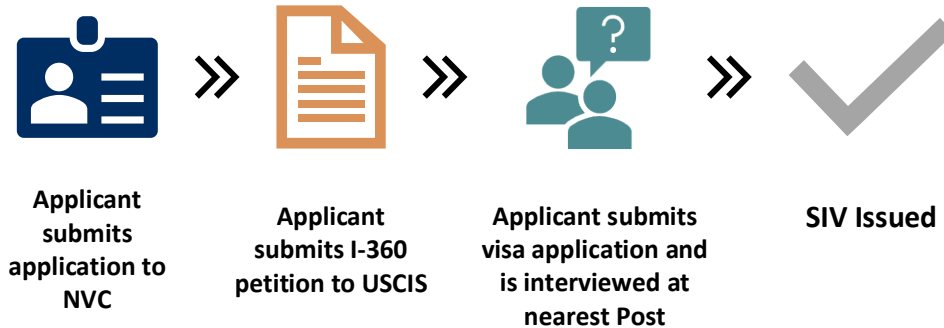 ?
Applicant
submits
application to
NVC
Applicant
submits I-360
petition to USCIS
Applicant submits
visa application and
is interviewed at
nearest Post
SIV Issued